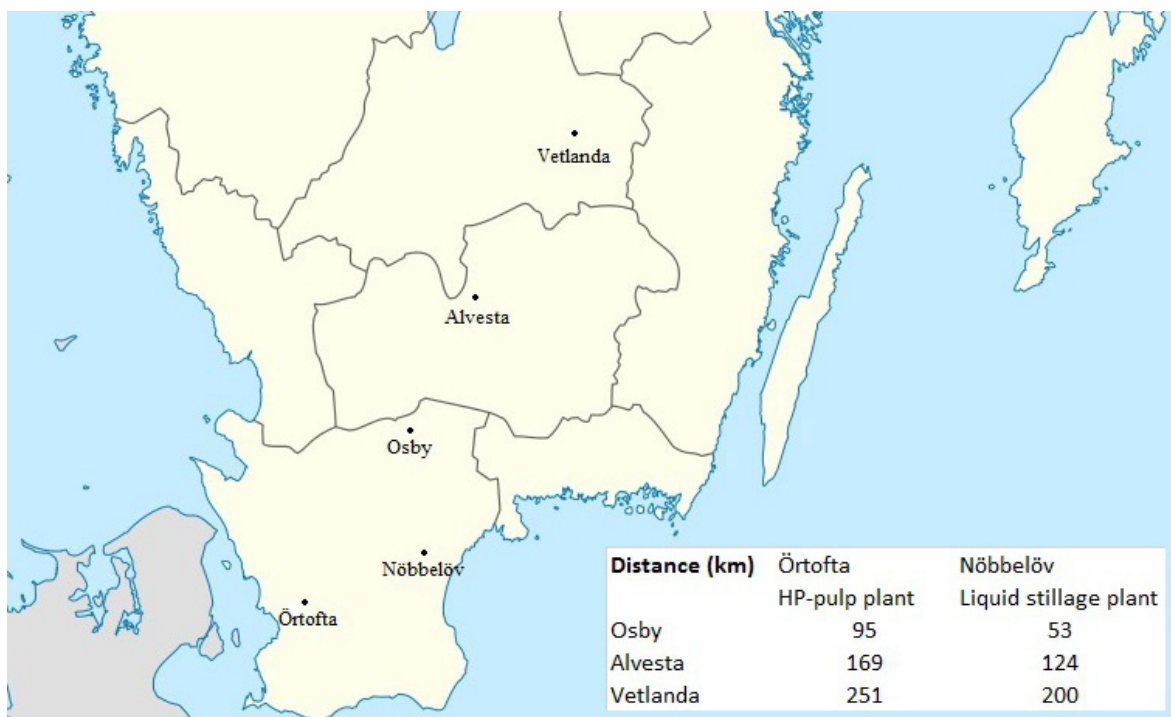 Vetlanda
Alvesta
Osby
Nöbbelöv
Örtofta
Distance (km) Örtofta Nöbbelöv
HP-pulp plant Liquid stillage plant
Osby 95 53
Alvesta 169 124
Vetlanda 251 200